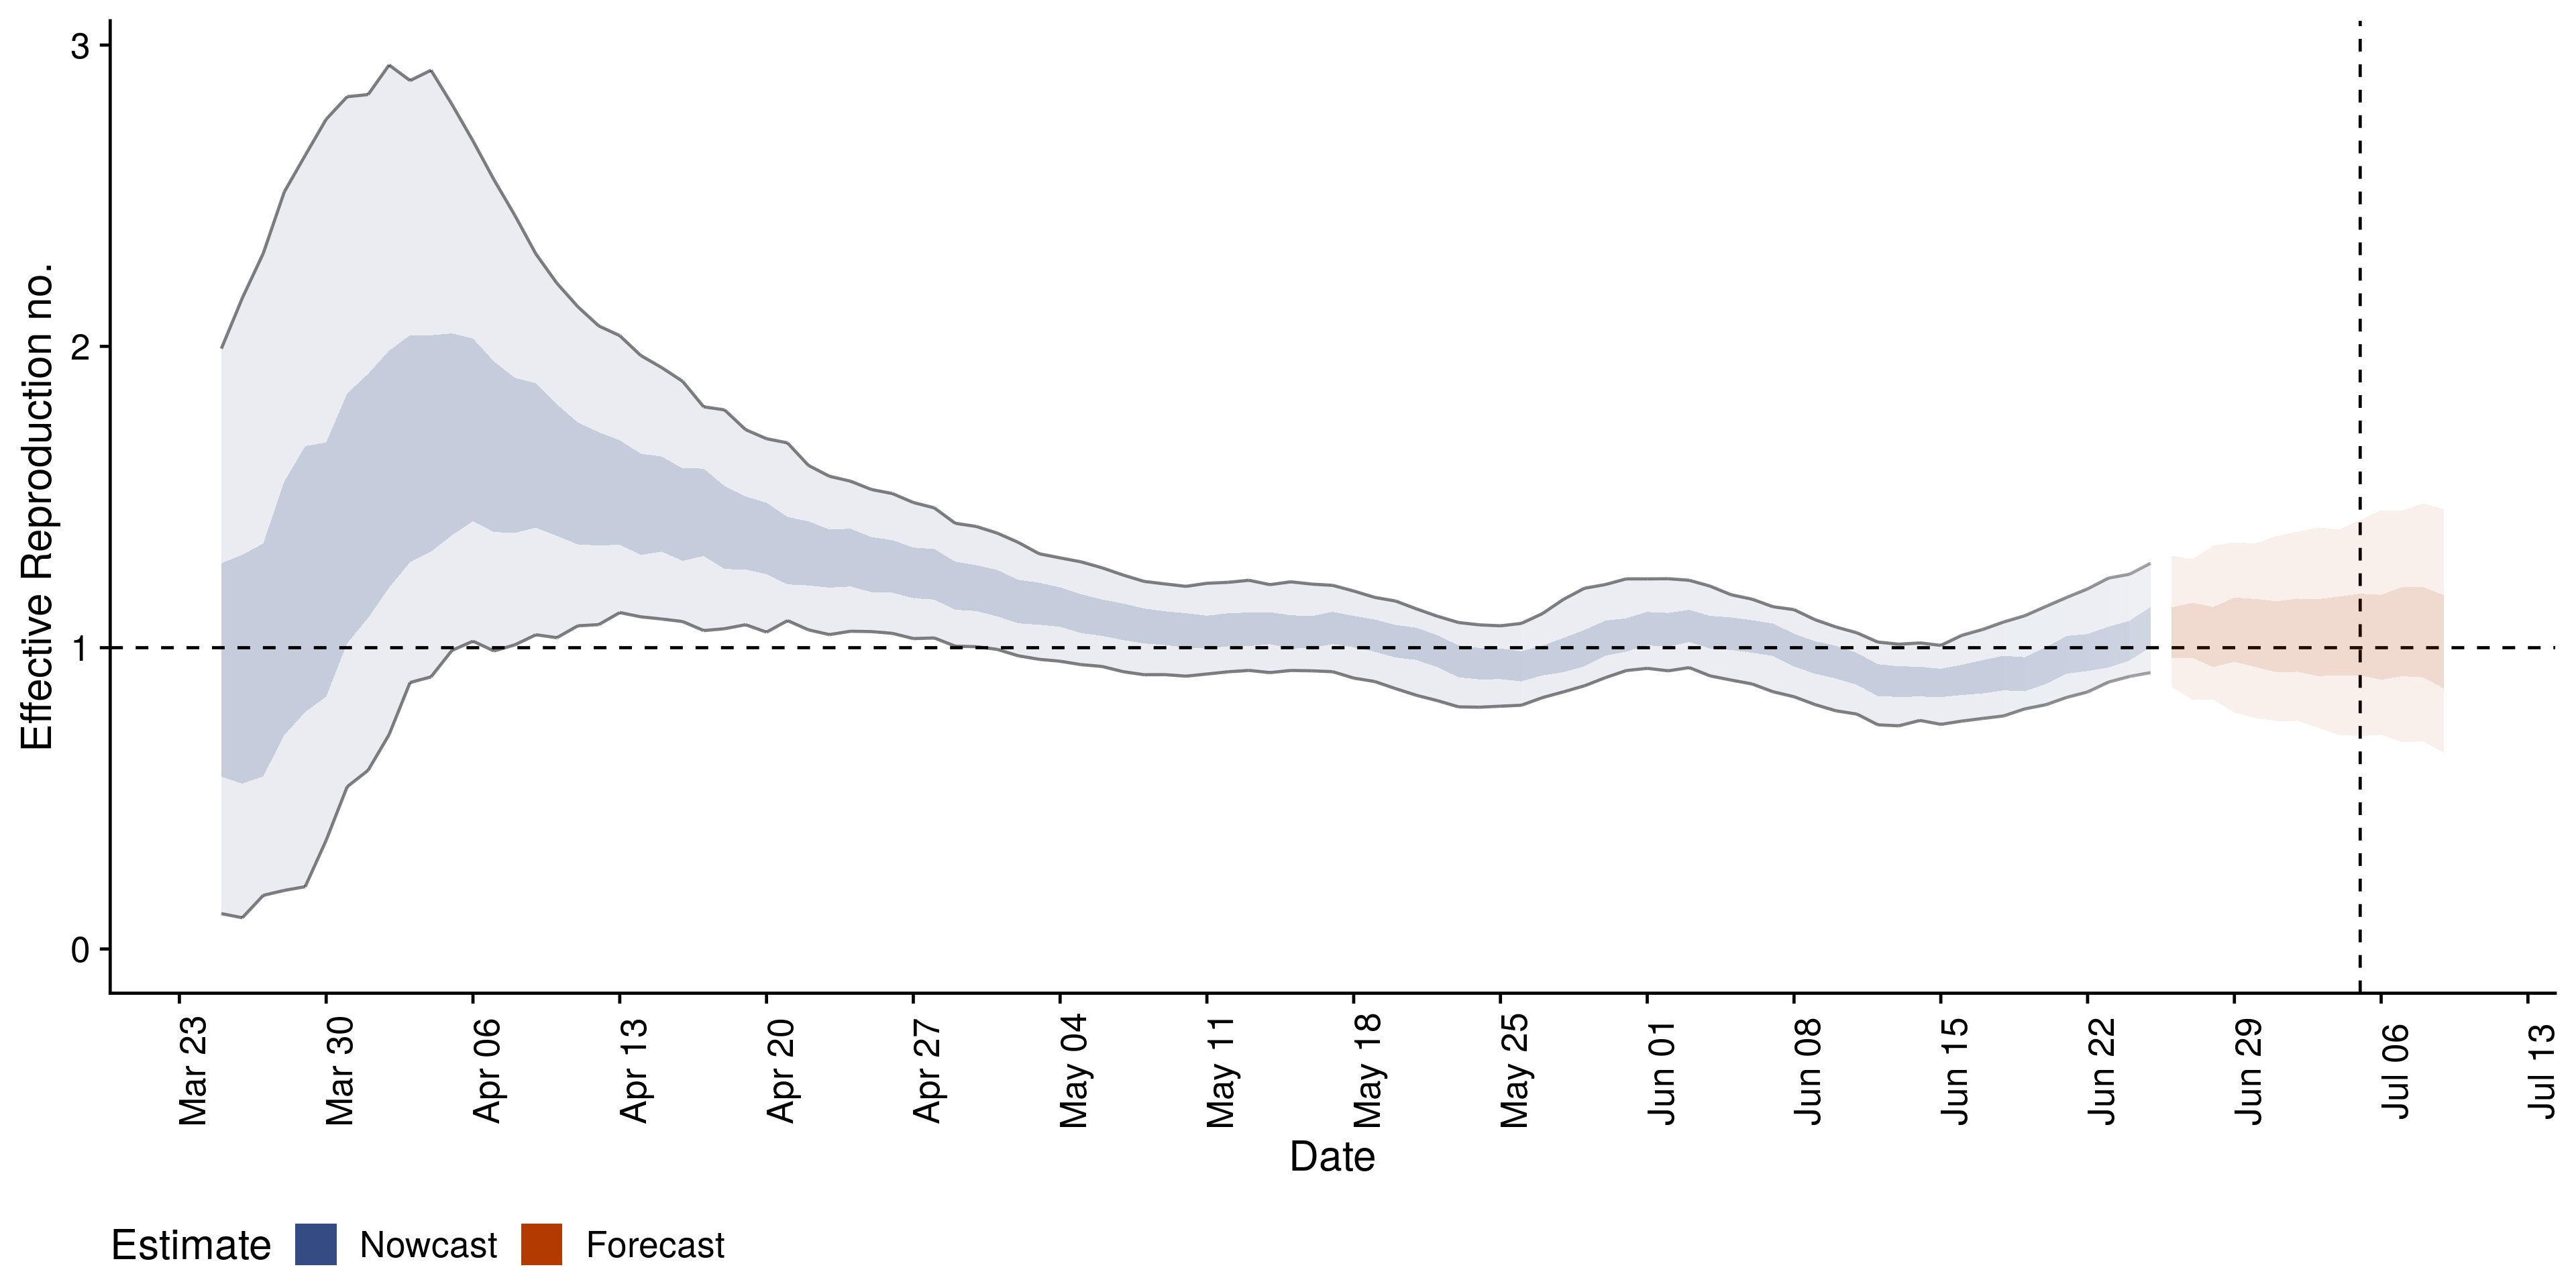 Effective Reproduction no.
3
2
1
0
Mar 23
Mar 30
Apr 06
Apr 13
Apr 20
Apr 27
May 04
May 11
May 18
May 25
Jun 01
Jun 08
Jun 15
Jun 22
Jun 29
Jul 06
Jul 13
Date
Estimate Nowcast Forecast